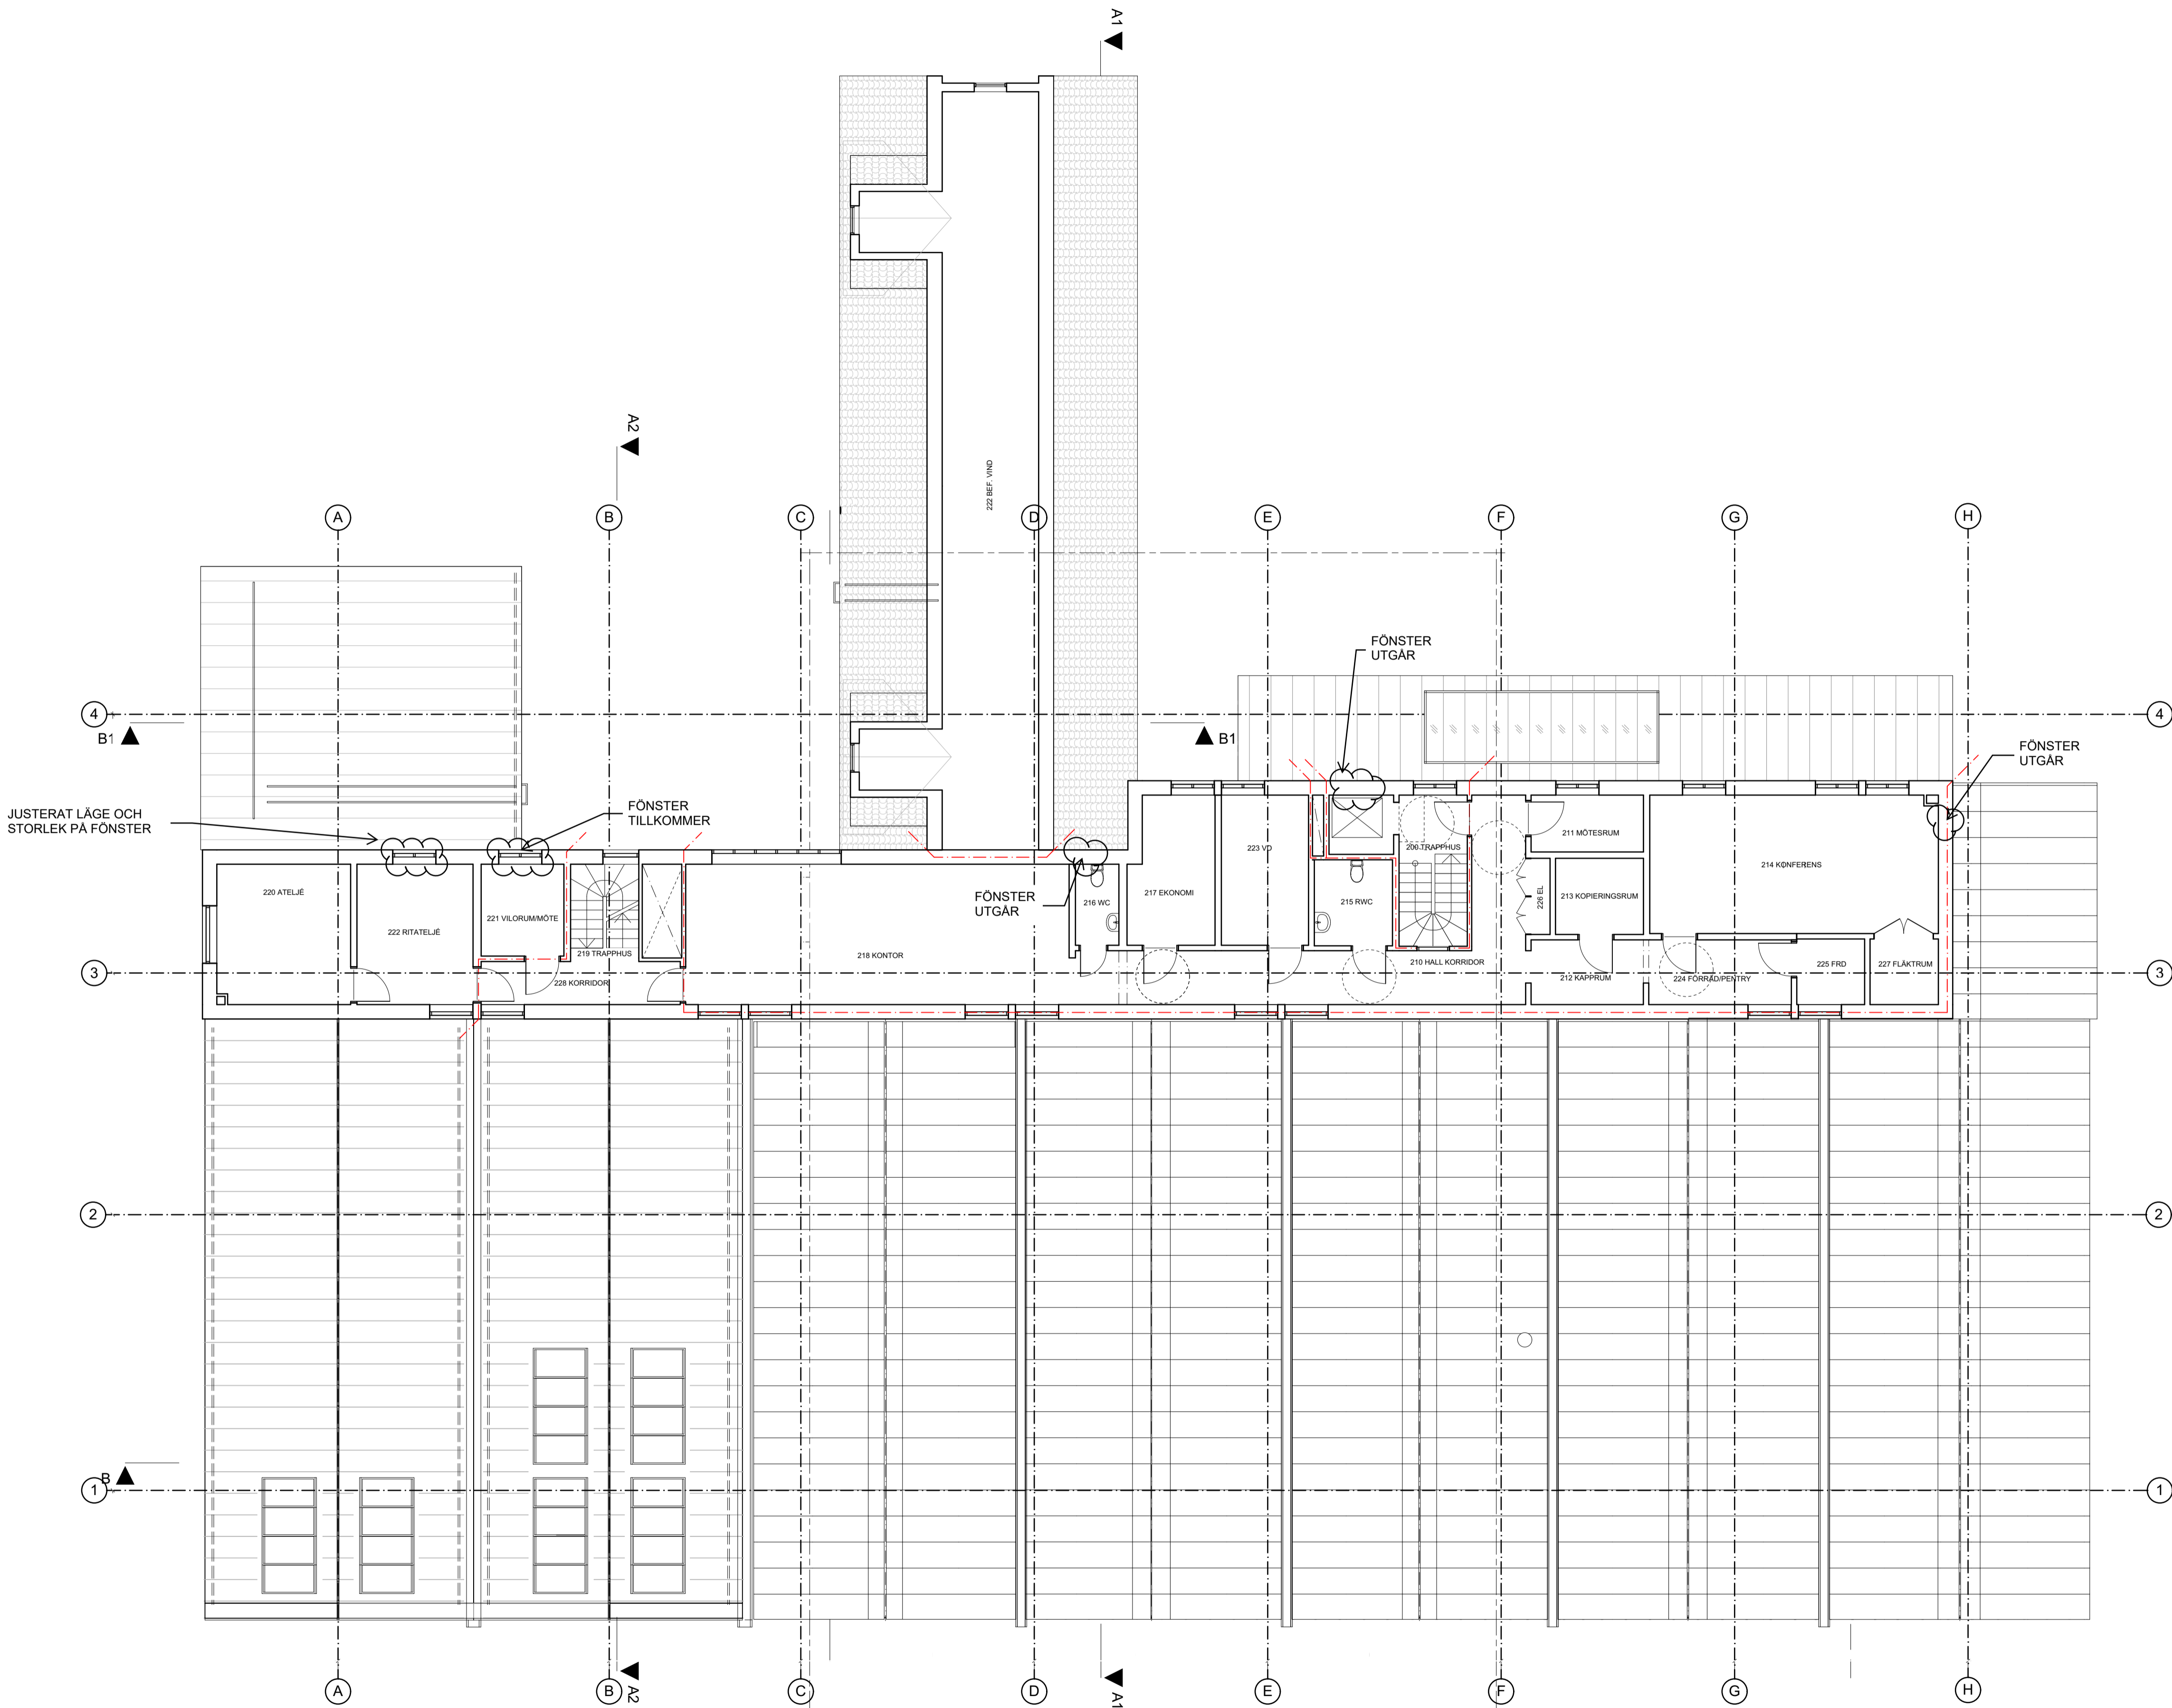 A1
A2
222 BEF. VIND
A
B
C
D
E
F
G
H
FÖNSTER
UTGÅR
4
4
B1
B1
FÖNSTER
UTGÅR
JUSTERAT LÄGE OCH
STORLEK PÅ FÖNSTER
FÖNSTER
TILLKOMMER
211 MÖTESRUM
223 VD
200 TRAPPHUS
214 KONFERENS
220 ATELJÉ
FÖNSTER
UTGÅR
216 WC
217 EKONOMI
215 RWC
226 EL
213 KOPIERINGSRUM
221 VILORUM/MÖTE
222 RITATELJÉ
219 TRAPPHUS
218 KONTOR
210 HALL KORRIDOR
225 FRD
227 FLÄKTRUM
3
3
228 KORRIDOR
212 KAPPRUM
224 FÖRRÅD/PENTRY
2
2
B
1
1
A2
A1
A
B
C
D
E
F
G
H